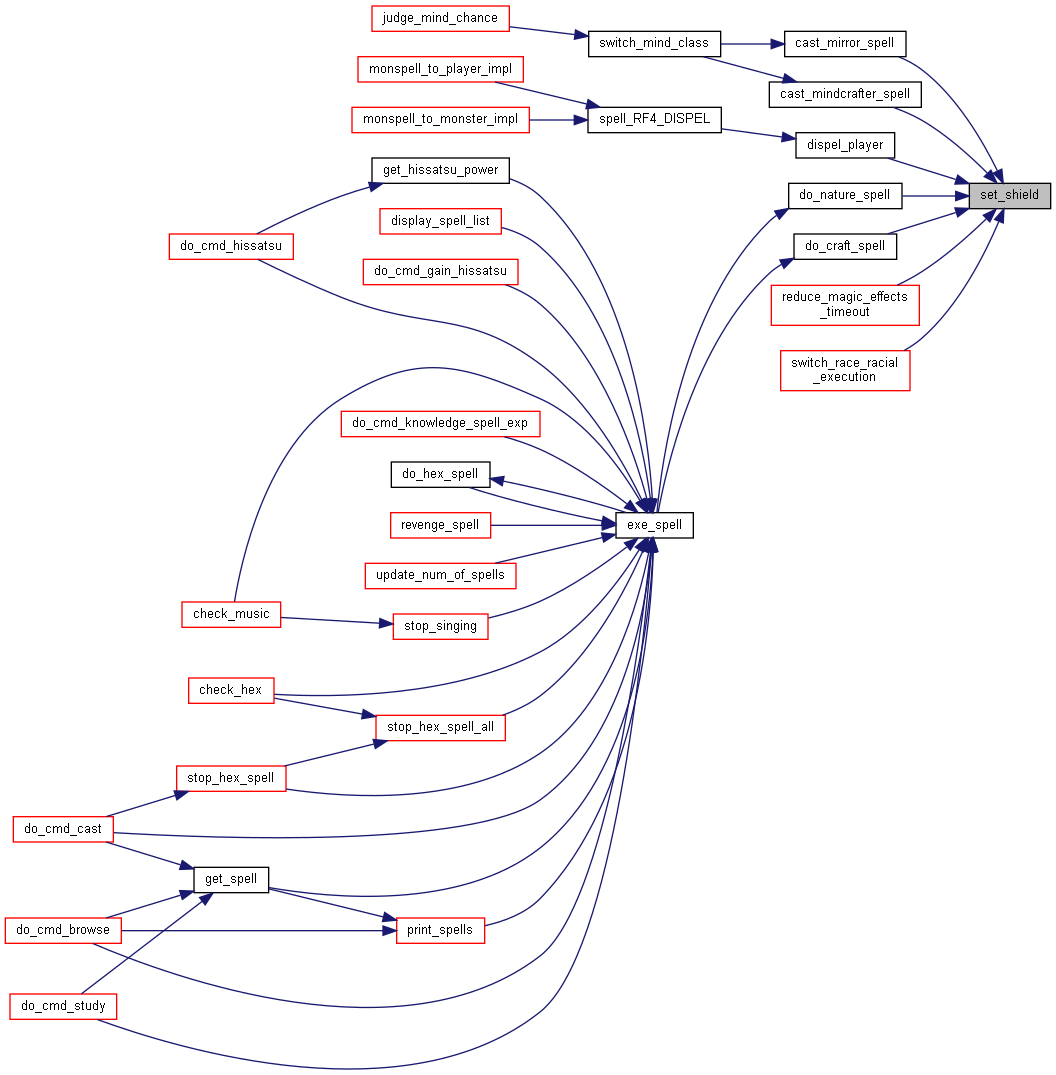 judge_mind_chance
switch_mind_class
cast_mirror_spell
monspell_to_player_impl
cast_mindcrafter_spell
monspell_to_monster_impl
spell_RF4_DISPEL
dispel_player
get_hissatsu_power
do_nature_spell
set_shield
display_spell_list
do_cmd_hissatsu
do_craft_spell
do_cmd_gain_hissatsu
reduce_magic_effects
_timeout
switch_race_racial
_execution
do_cmd_knowledge_spell_exp
do_hex_spell
revenge_spell
exe_spell
update_num_of_spells
check_music
stop_singing
check_hex
stop_hex_spell_all
stop_hex_spell
do_cmd_cast
get_spell
do_cmd_browse
print_spells
do_cmd_study